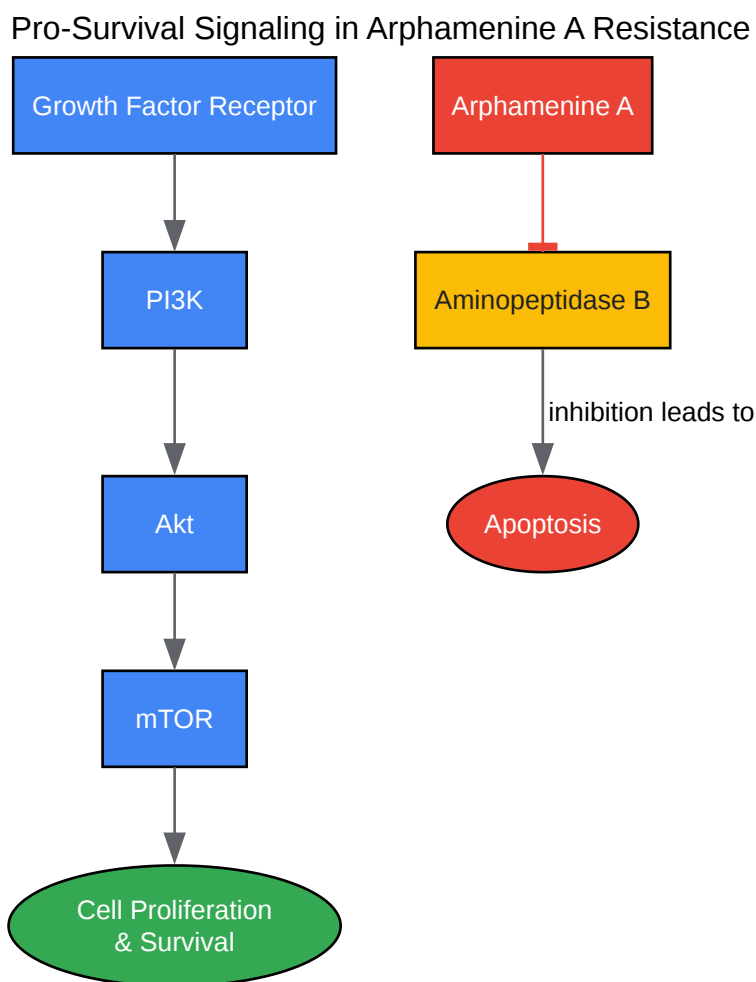 Pro-Survival Signaling in Arphamenine A Resistance
Growth Factor Receptor
Arphamenine A
PI3K
Aminopeptidase B
inhibition leads to
Akt
Apoptosis
mTOR
Cell Proliferation
& Survival